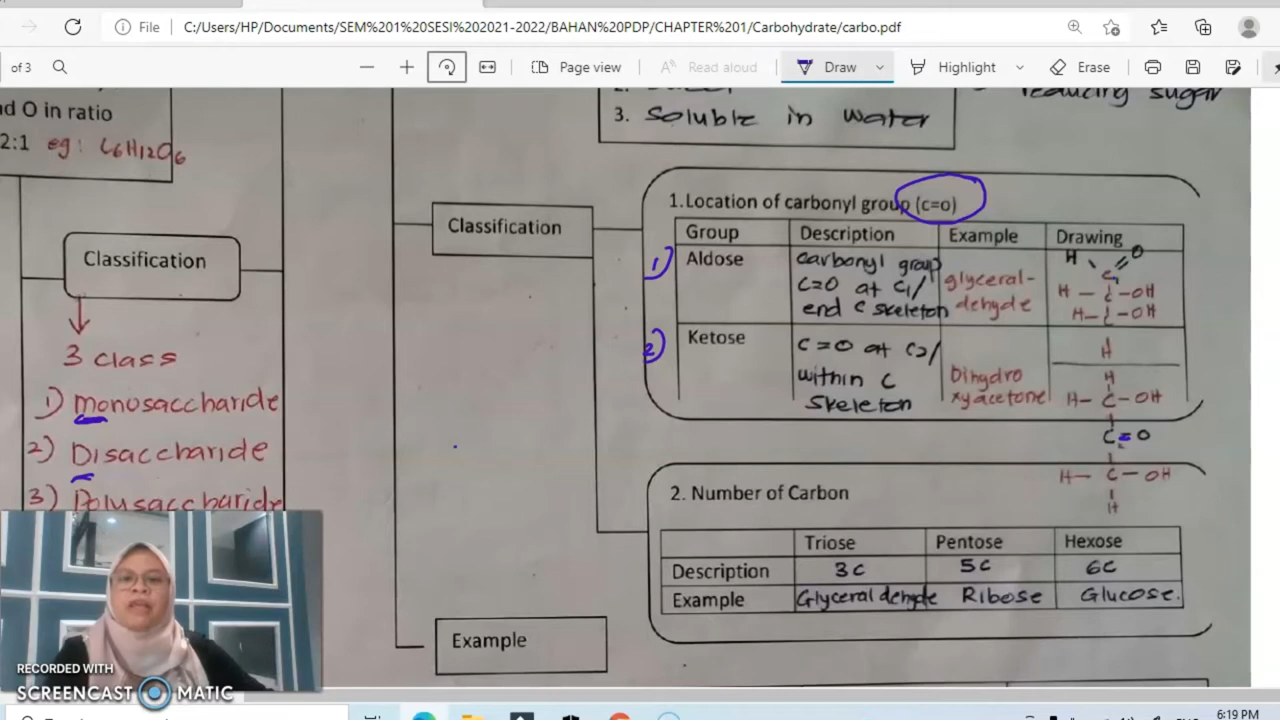 File
C:/Users/HP/Documents/SEM%201%20SESI%202021-2022/BAHAN%20PDP/CHAPTER%201/Carbohydrate/carbo.pdf
of 3
Page view
Read aloud
Draw
Highlight
Erase
nd O in ratio
2:1 eg: C6H12O6
Classification
3 class
1) Monosaccharide
2) Disaccharide
3) Polysaccharide
reducing sugar
3. soluble in water
Classification
1.Location of carbonyl group (c=o)
Group Description Example Drawing
1) Aldose carbonyl group C=O at C1/ end C skeleton glyceral-dehyde
H O
C
H - C - OH
H - C - OH
H
2) Ketose C=O at C2/ within C skeleton Dihydro xyacetone
H
H - C - OH
C = O
H - C - OH
H
2. Number of Carbon
Triose Pentose Hexose
Description 3C 5C 6C
Example Glyceraldehyde Ribose Glucose.
Example
RECORDED WITH
SCREENCAST MATIC
6:19 PM